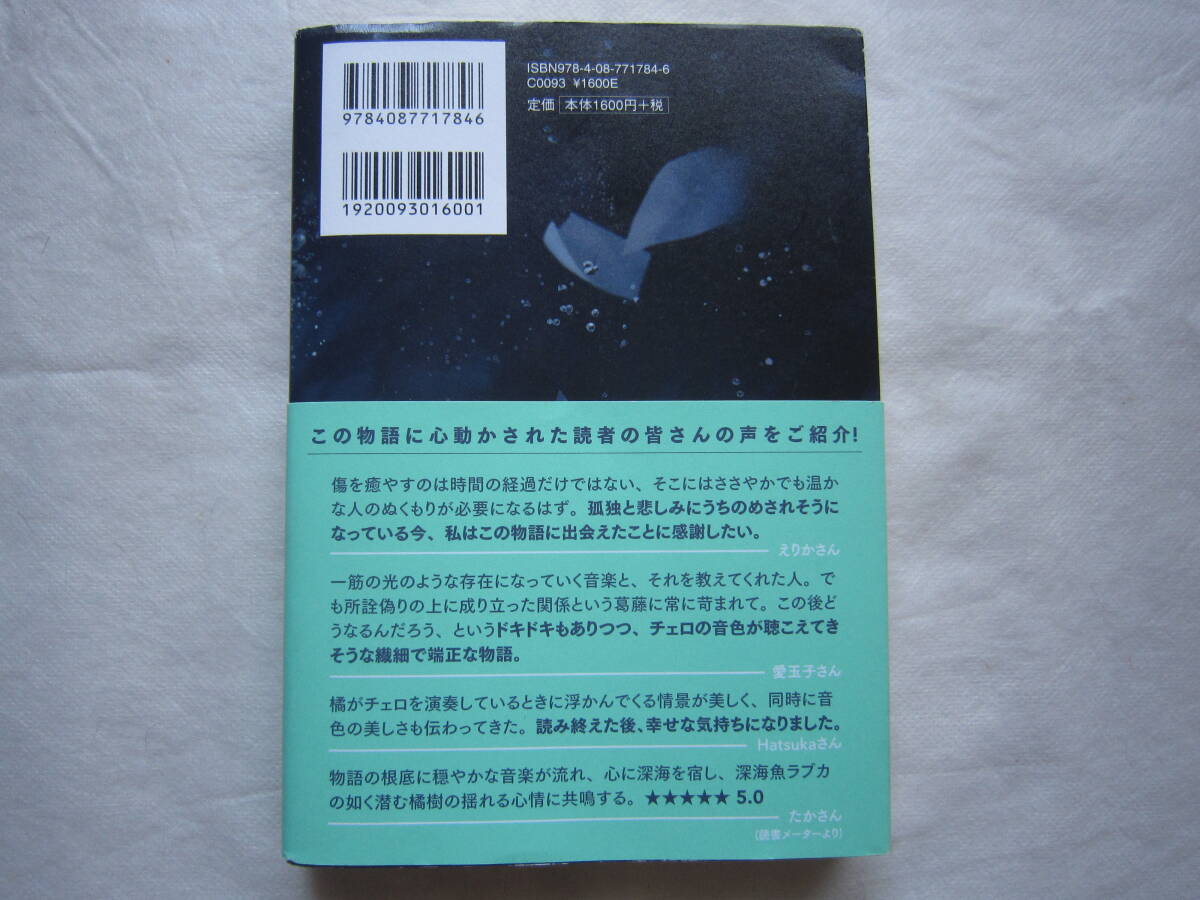 ISBN978-4-08-771784-6
C0093 ¥1600E
定価 本体1600円+税
9784087717846
1920093016001
この物語に心動かされた読者の皆さんの声をご紹介!
傷を癒やすのは時間の経過だけではない、そこにはささやかでも温か
な人のぬくもりが必要になるはず。孤独と悲しみにうちのめされそうに
なっている今、私はこの物語に出会えたことに感謝したい。
えりかさん
一筋の光のような存在になっていく音楽と、それを教えてくれた人。で
も所詮偽りの上に成り立った関係という葛藤に常に苛まれて。この後ど
うなるんだろう、というドキドキもありつつ、チェロの音色が聴こえてき
そうな繊細で端正な物語。
愛玉子さん
橘がチェロを演奏しているときに浮かんでくる情景が美しく、同時に音
色の美しさも伝わってきた。読み終えた後、幸せな気持ちになりました。
Hatsukaさん
物語の根底に穏やかな音楽が流れ、心に深海を宿し、深海魚ラブカ
の如く潜む橘樹の揺れる心情に共鳴する。★★★★★ 5.0
たかさん
(読書メーターより)